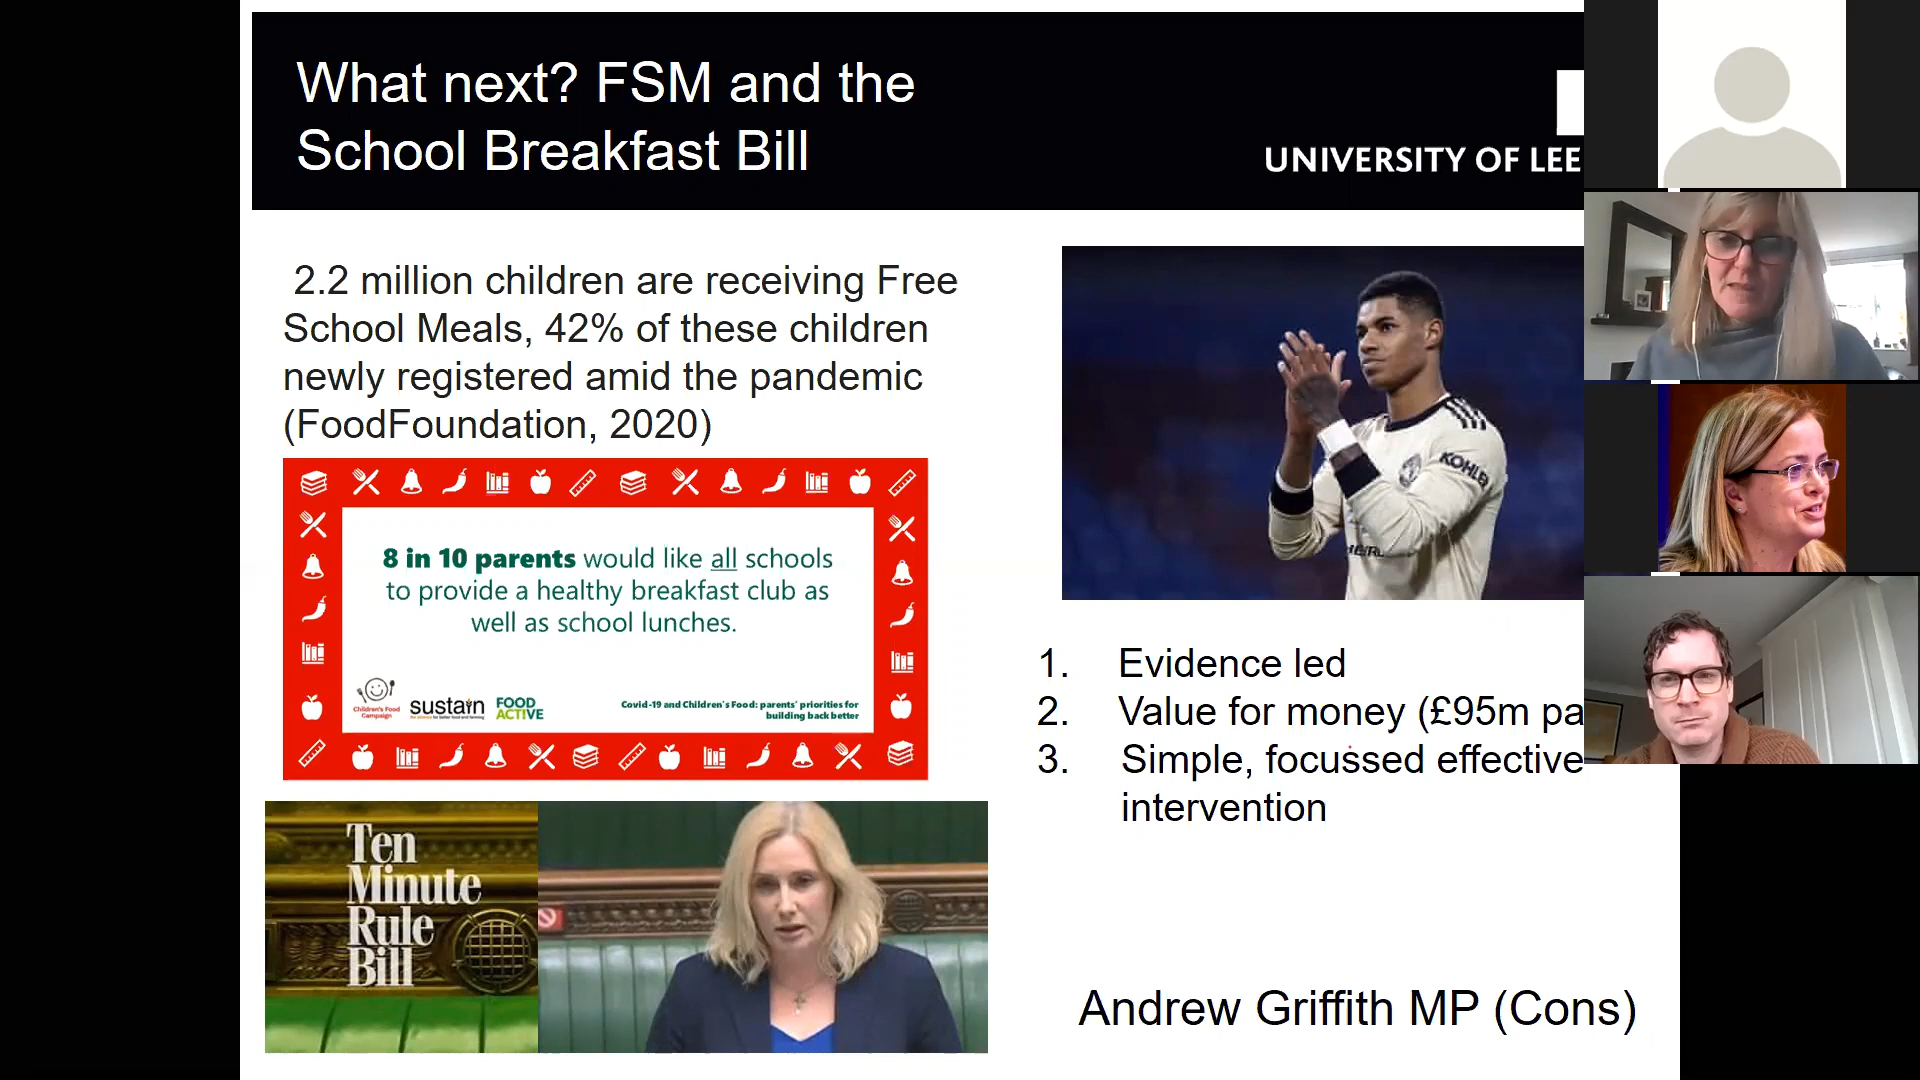 What next? FSM and the
School Breakfast Bill
UNIVERSITY OF LEE
2.2 million children are receiving Free
School Meals, 42% of these children
newly registered amid the pandemic
(FoodFoundation, 2020)
8 in 10 parents would like all schools
to provide a healthy breakfast club as
well as school lunches.
Children's Food
Campaign
sustain
FOOD
ACTIVE
Covid-19 and Children's Food: parents' priorities for
building back better
KOHLER
1. Evidence led
2. Value for money (£95m pa
3. Simple, focussed effective
intervention
Ten
Minute
Rule
Bill
Andrew Griffith MP (Cons)